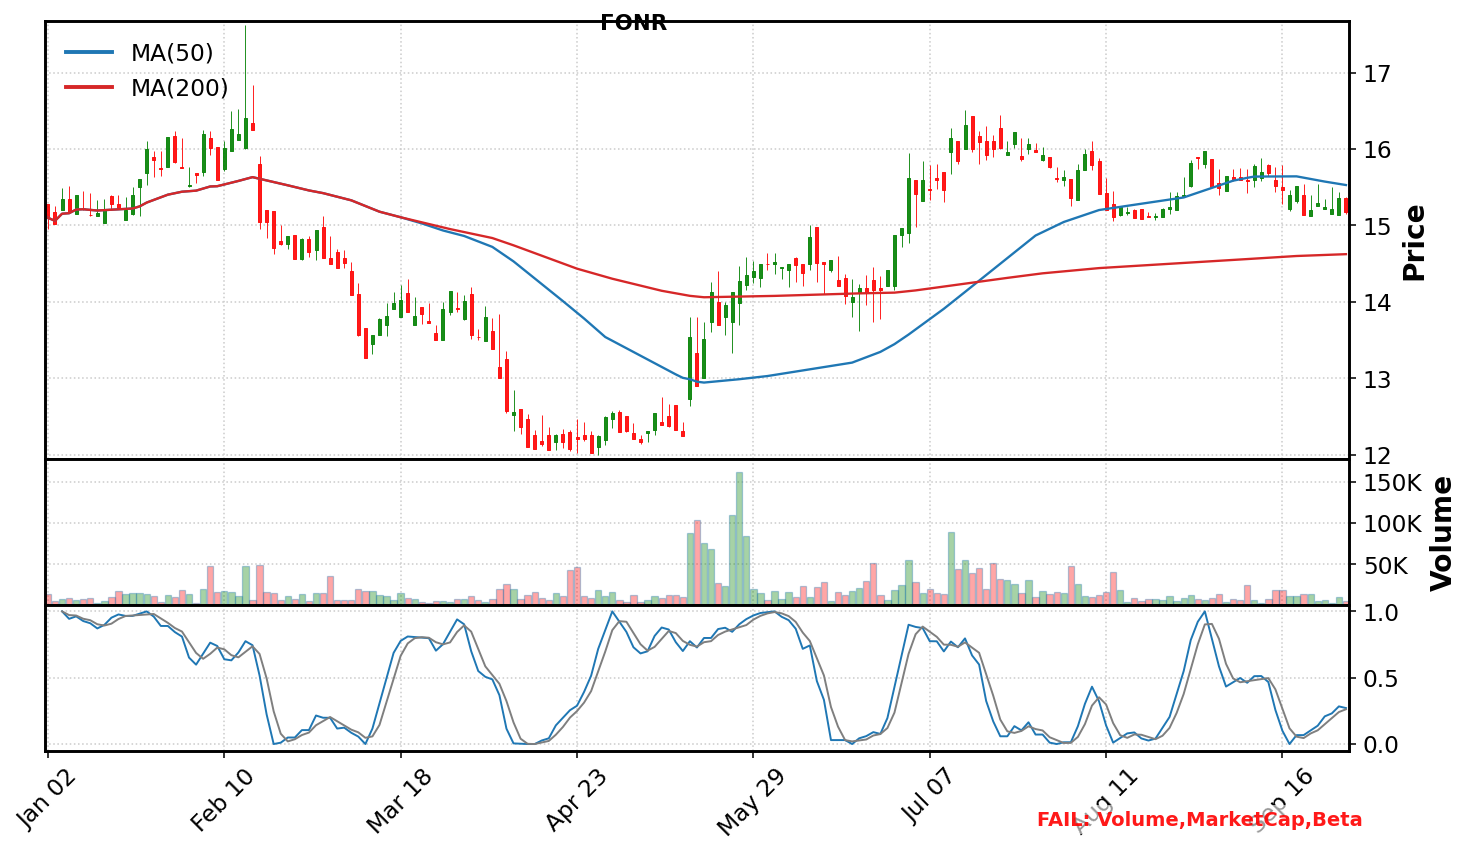 FONR
MA(50)
MA(200)
17
16
15
14
13
12
Price
150K
100K
50K
Volume
1.0
0.5
0.0
Jan 02
Feb 10
Mar 18
Apr 23
May 29
Jul 07
Aug 11
Sep 16
FAIL: Volume,MarketCap,Beta